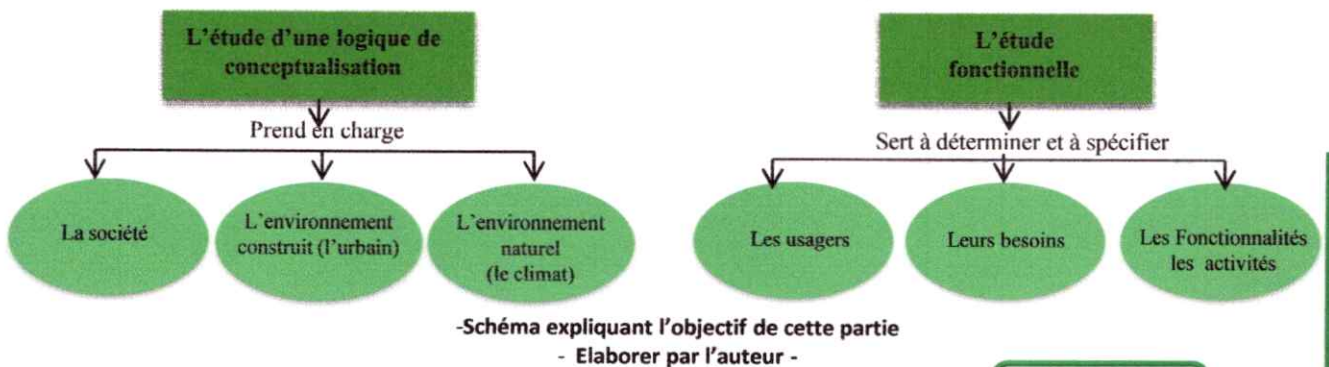 L'étude d'une logique de
conceptualisation
Prend en charge
La société
L'environnement
construit (l'urbain)
L'environnement
naturel
(le climat)
L'étude
fonctionnelle
Sert à déterminer et à spécifier
Les usagers
Leurs besoins
Les Fonctionnalités
les activités
-Schéma expliquant l'objectif de cette partie
- Elaborer par l'auteur -